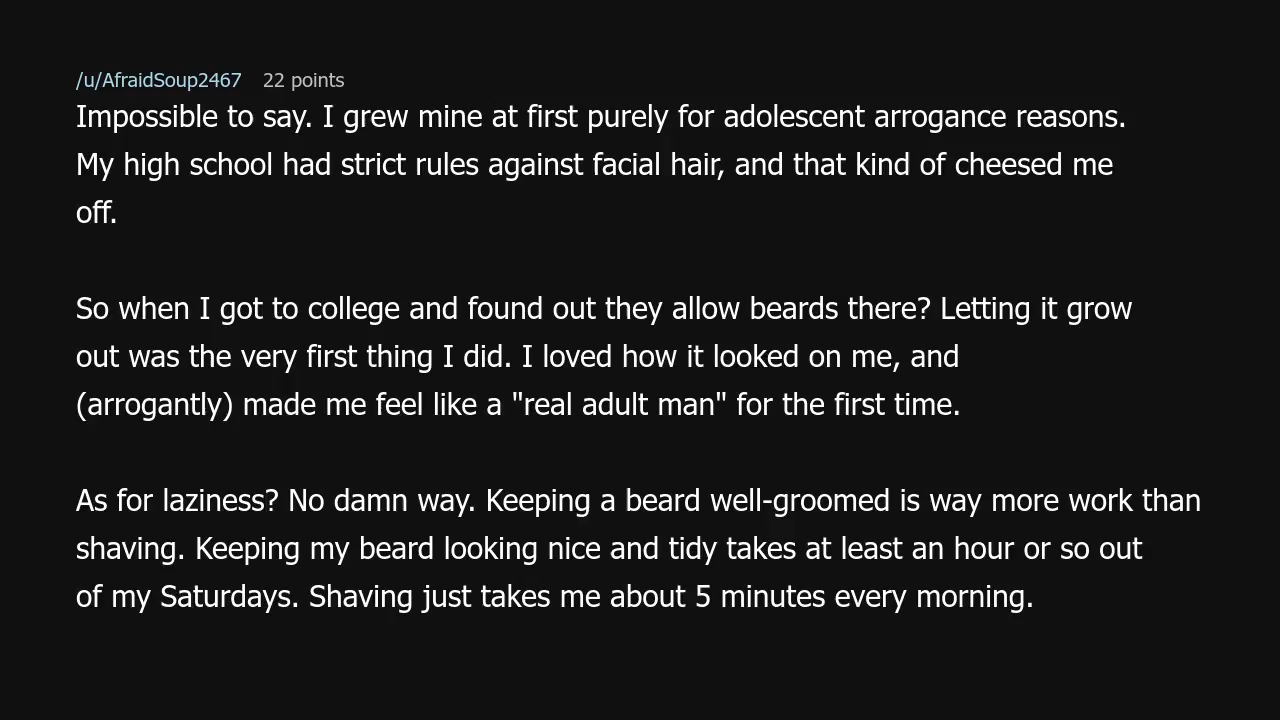 /u/AfraidSoup2467 22 points
Impossible to say. I grew mine at first purely for adolescent arrogance reasons.
My high school had strict rules against facial hair, and that kind of cheesed me
off.
So when I got to college and found out they allow beards there? Letting it grow
out was the very first thing I did. I loved how it looked on me, and
(arrogantly) made me feel like a "real adult man" for the first time.
As for laziness? No damn way. Keeping a beard well-groomed is way more work than
shaving. Keeping my beard looking nice and tidy takes at least an hour or so out
of my Saturdays. Shaving just takes me about 5 minutes every morning.